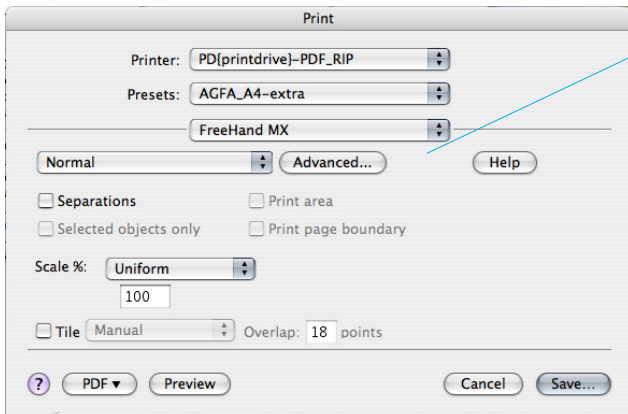 Print
Printer: PD{printdrive}-PDF_RIP
Presets: AGFA_A4-extra
FreeHand MX
Normal Advanced... Help
Separations Print area
Selected objects only Print page boundary
Scale %: Uniform
100
Tile Manual Overlap: 18 points
? PDF▼ Preview Cancel Save...